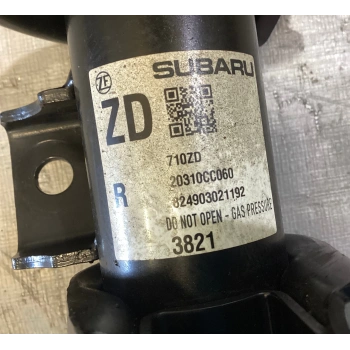 ZF SUBARU
ZD
710ZD
20310CC060
R 824903021192
DO NOT OPEN - GAS PRESSURE
3821